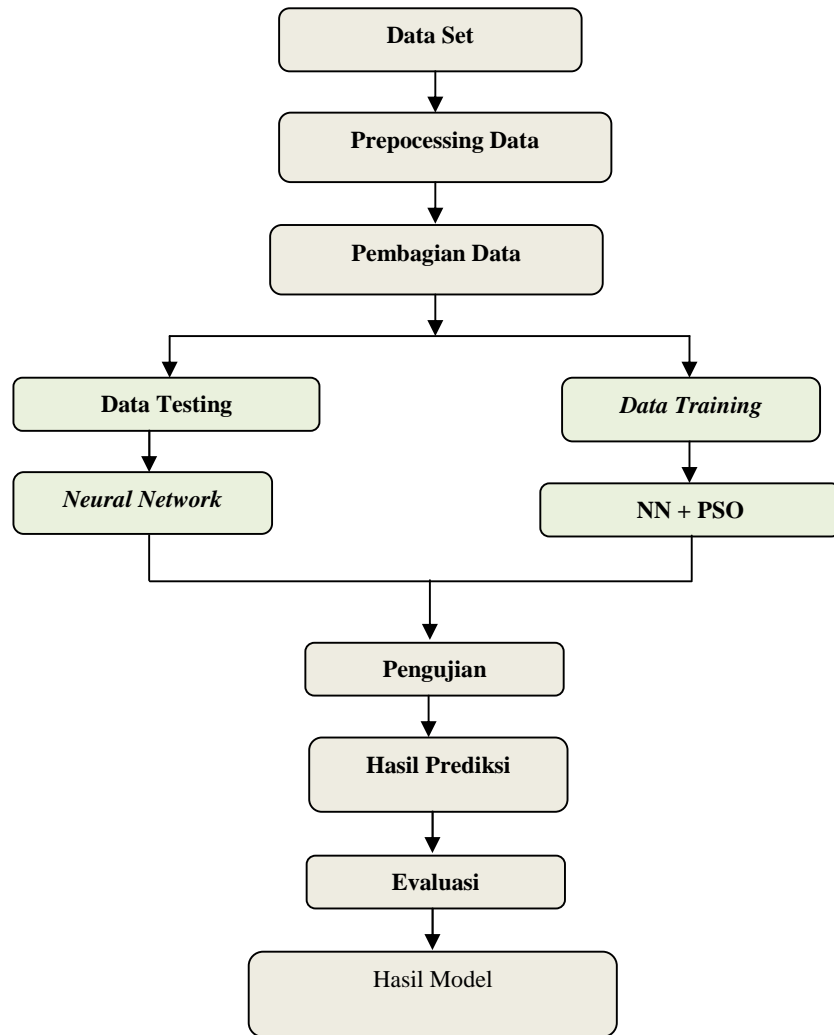 Data Set
Prepocessing Data
Pembagian Data
Data Testing
Data Training
Neural Network
NN + PSO
Pengujian
Hasil Prediksi
Evaluasi
Hasil Model